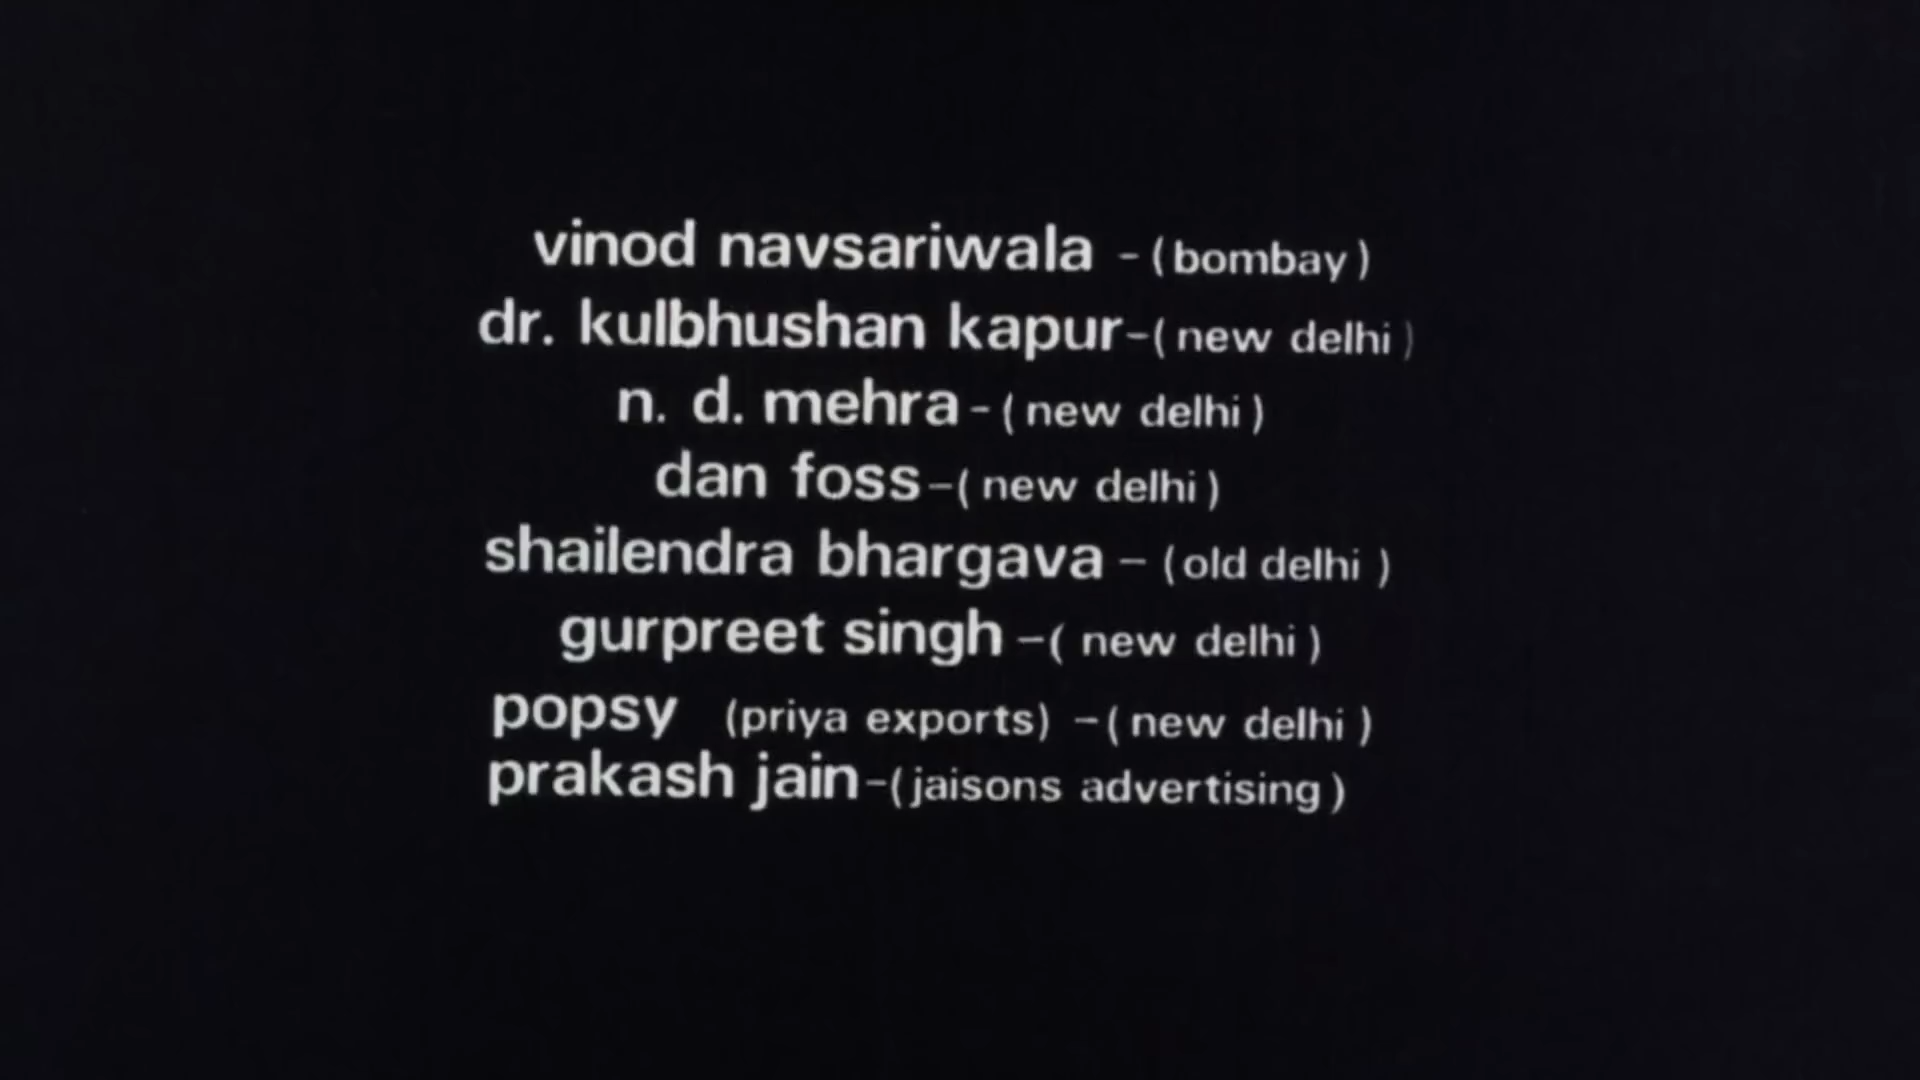 vinod navsariwala - (bombay)
dr. kulbhushan kapur-(new delhi)
n. d. mehra - (new delhi)
dan foss-(new delhi)
shailendra bhargava - (old delhi)
gurpreet singh -(new delhi)
popsy (priya exports) -(new delhi)
prakash jain-(jaisons advertising)